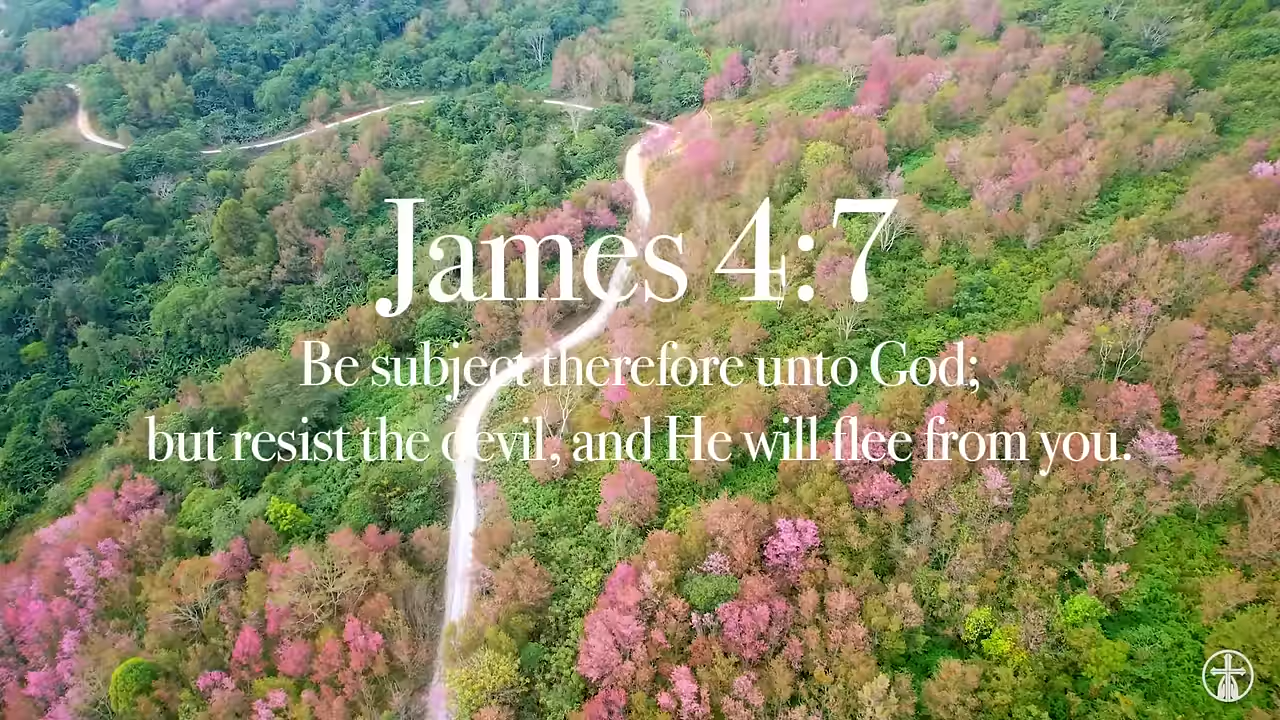 James 4:7
Be subject therefore unto God;
but resist the devil, and He will flee from you.